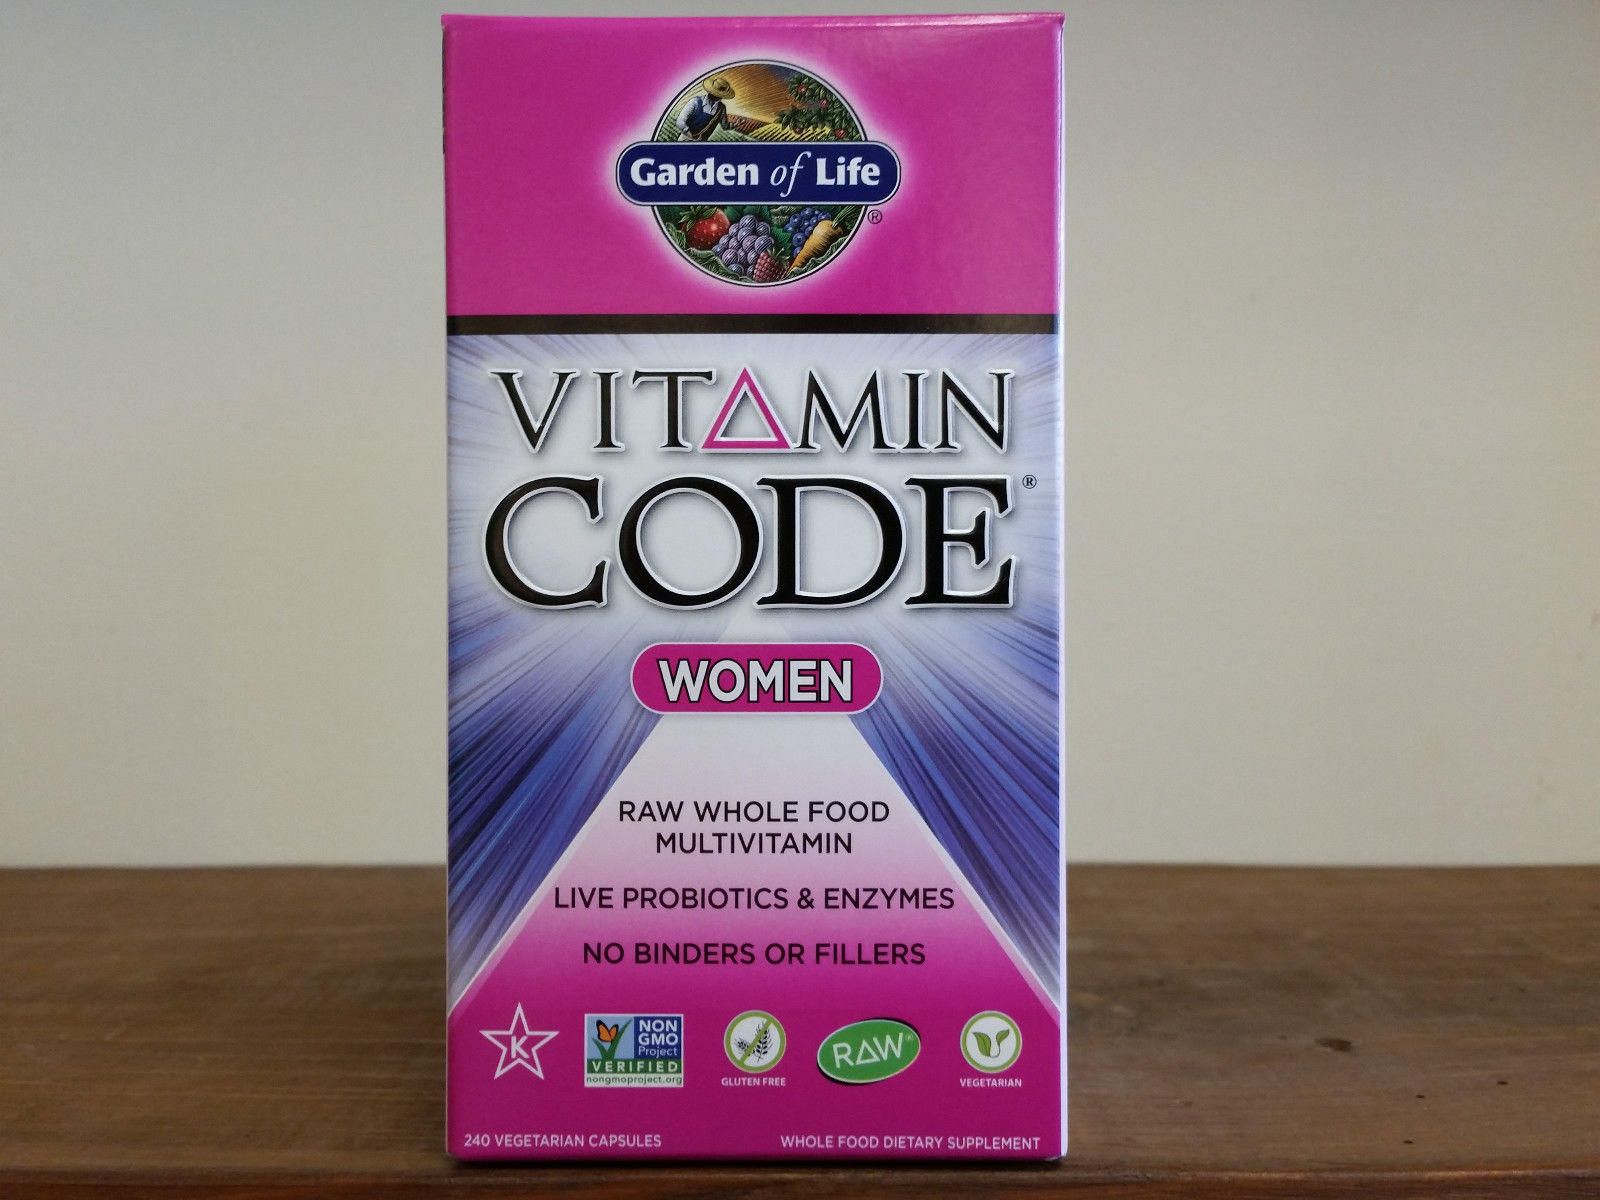 Garden of Life
®
VITAMIN
CODE®
WOMEN
RAW WHOLE FOOD
MULTIVITAMIN
LIVE PROBIOTICS & ENZYMES
NO BINDERS OR FILLERS
K
NON
GMO
Project
VERIFIED
nongmoproject.org
GLUTEN FREE
RAW®
VEGETARIAN
240 VEGETARIAN CAPSULES
WHOLE FOOD DIETARY SUPPLEMENT